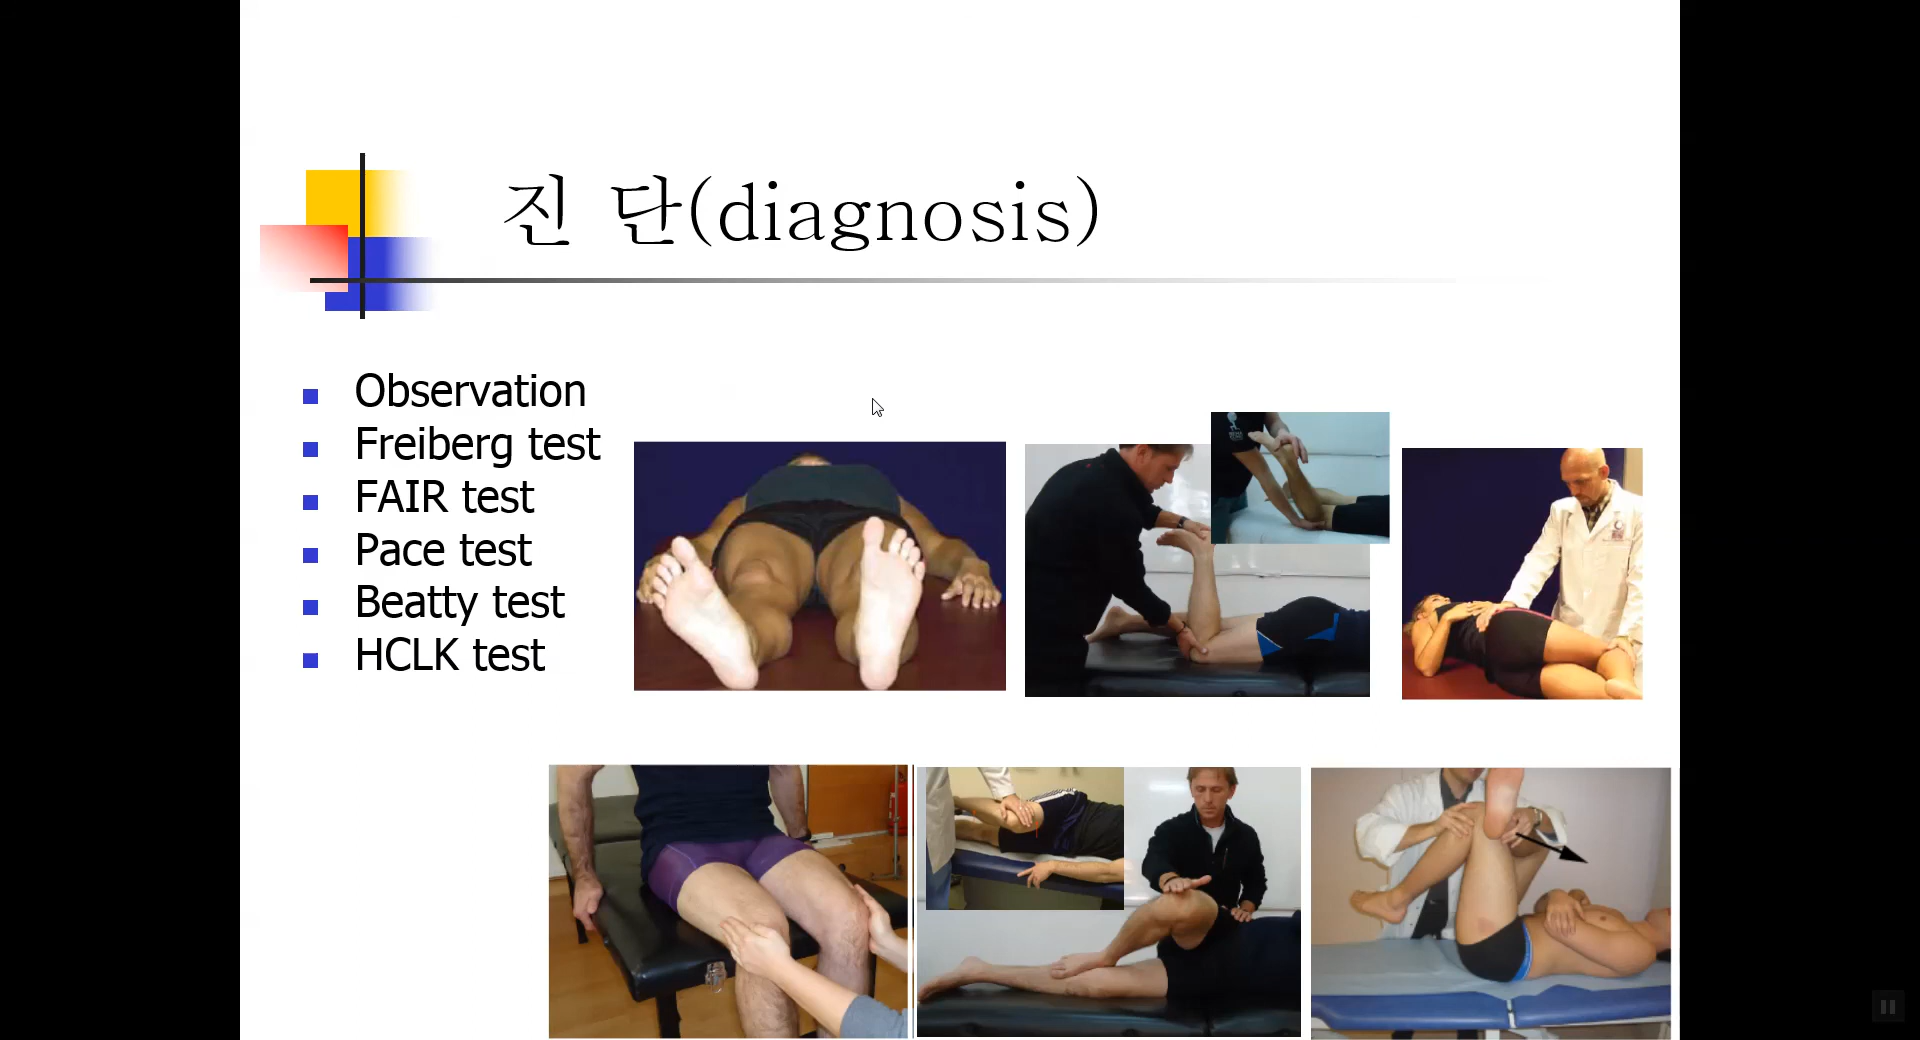 진 단(diagnosis)
Observation
Freiberg test
FAIR test
Pace test
Beatty test
HCLK test